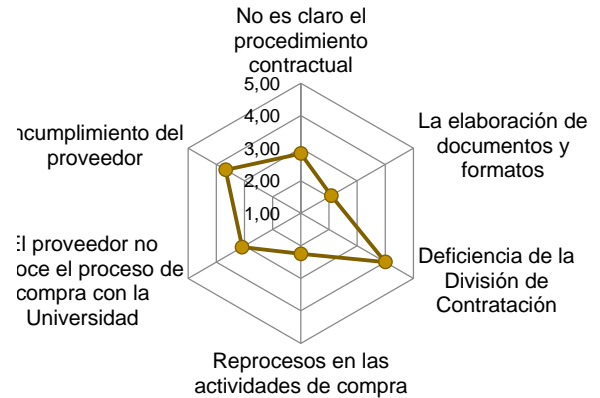 No es claro el
procedimiento
contractual
5,00
4,00
3,00
2,00
1,00
La elaboración de
documentos y
formatos
Deficiencia de la
División de
Contratación
Reprocesos en las
actividades de compra
El proveedor no
oce el proceso de
compra con la
Universidad
ncumplimiento del
proveedor